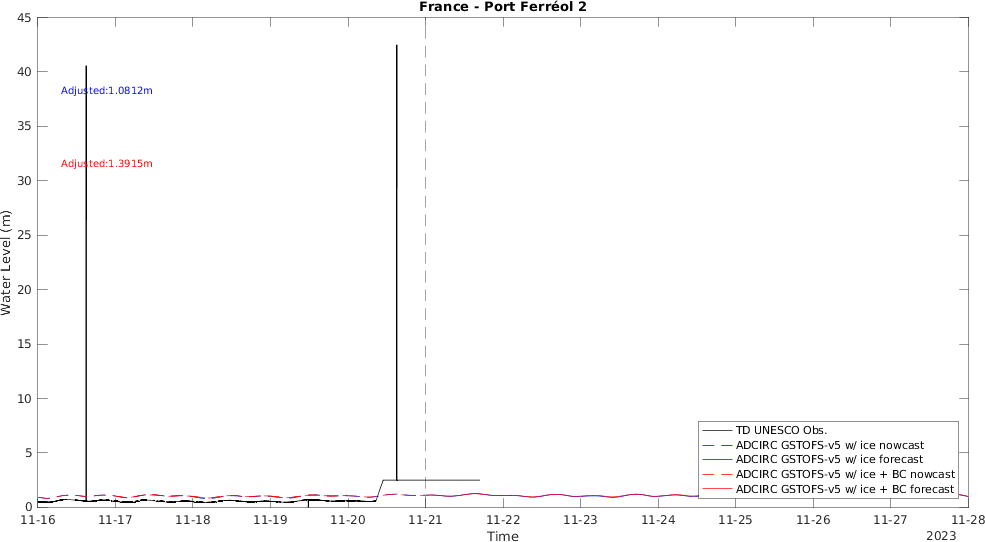 France - Port Ferréol 2
45
40
35
30
25
20
15
10
5
0
Water Level (m)
Adjusted:1.0812m
Adjusted:1.3915m
TD UNESCO Obs.
ADCIRC GSTOFS-v5 w/ ice nowcast
ADCIRC GSTOFS-v5 w/ ice forecast
ADCIRC GSTOFS-v5 w/ ice + BC nowcast
ADCIRC GSTOFS-v5 w/ ice + BC forecast
11-16 11-17 11-18 11-19 11-20 11-21 11-22 11-23 11-24 11-25 11-26 11-27 11-28
Time
2023